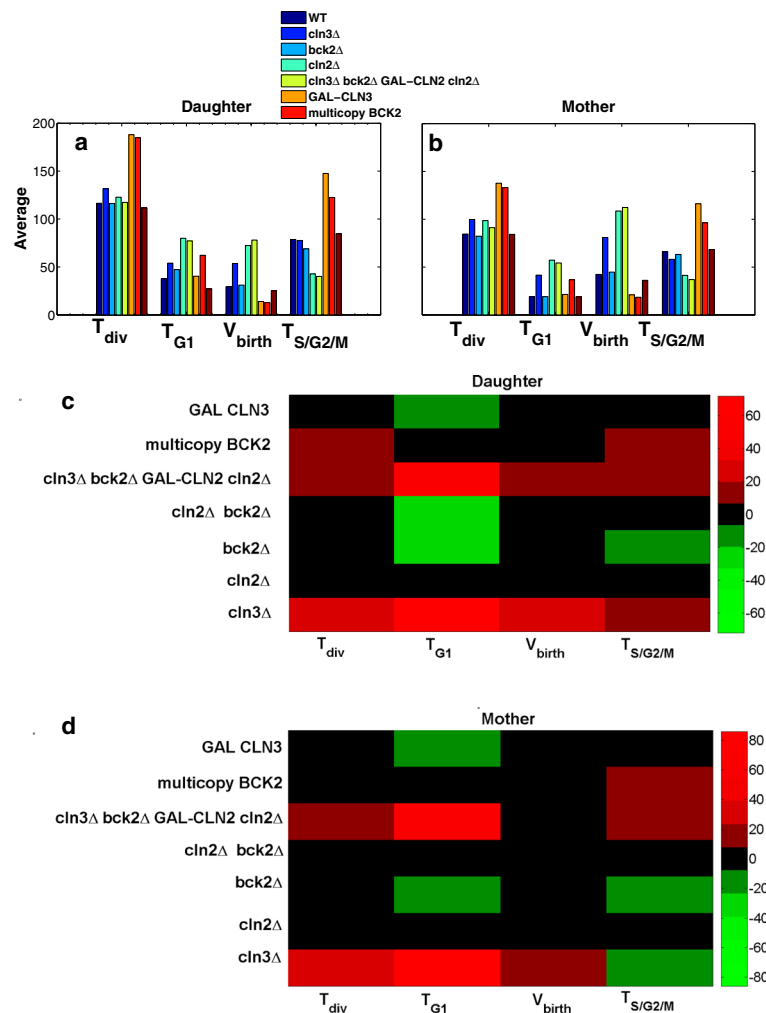 WT
cln3Δ
bck2Δ
cln2Δ
cln3Δ bck2Δ GAL−CLN2 cln2Δ
GAL−CLN3
multicopy BCK2
Daughter
Mother
a
b
200
150
100
50
0
Average
T div T G1 V birth T S/G2/M
T div T G1 V birth T S/G2/M
c
Daughter
GAL CLN3
multicopy BCK2
cln3Δ bck2Δ GAL-CLN2 cln2Δ
cln2Δ bck2Δ
bck2Δ
cln2Δ
cln3Δ
60
40
20
0
-20
-40
-60
T div T G1 V birth T S/G2/M
d
Mother
GAL CLN3
multicopy BCK2
cln3Δ bck2Δ GAL-CLN2 cln2Δ
cln2Δ bck2Δ
bck2Δ
cln2Δ
cln3Δ
80
60
40
20
0
-20
-40
-60
-80
T div T G1 V birth T S/G2/M